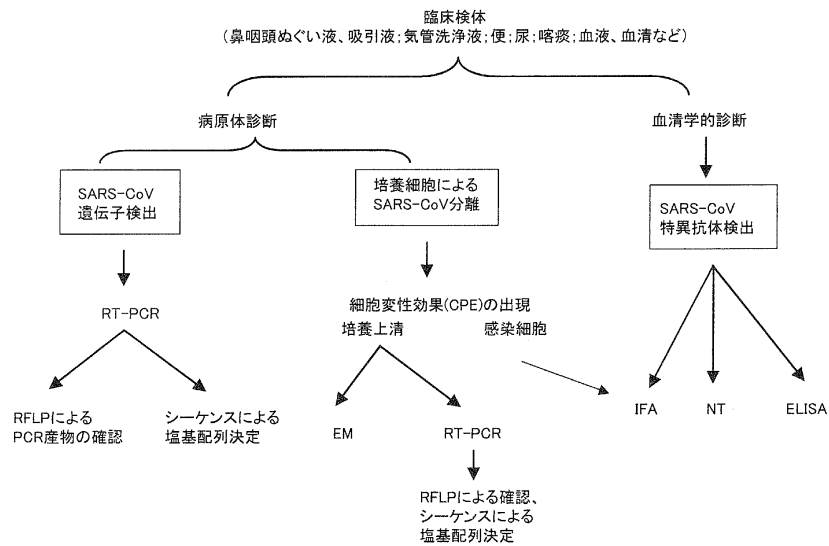 臨床検体
(鼻咽頭ぬぐい液、吸引液;気管洗浄液;便;尿;喀痰;血液、血清など)
病原体診断
血清学的診断
SARS-CoV
遺伝子検出
培養細胞による
SARS-CoV分離
SARS-CoV
特異抗体検出
RT-PCR
細胞変性効果(CPE)の出現
培養上清
感染細胞
RFLPによる
PCR産物の確認
シーケンスによる
塩基配列決定
EM
RT-PCR
IFA
NT
ELISA
RFLPによる確認、
シーケンスによる
塩基配列決定